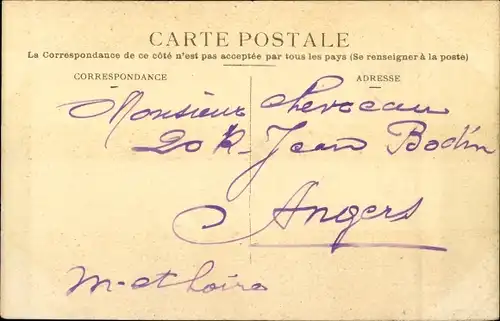 CARTE POSTALE
La Correspondance de ce côté n'est pas acceptée par tous les pays (Se renseigner à la poste)
CORRESPONDANCE
ADRESSE
Monsieur
20 R. Jean Bodin
Angers
M-et-Loire